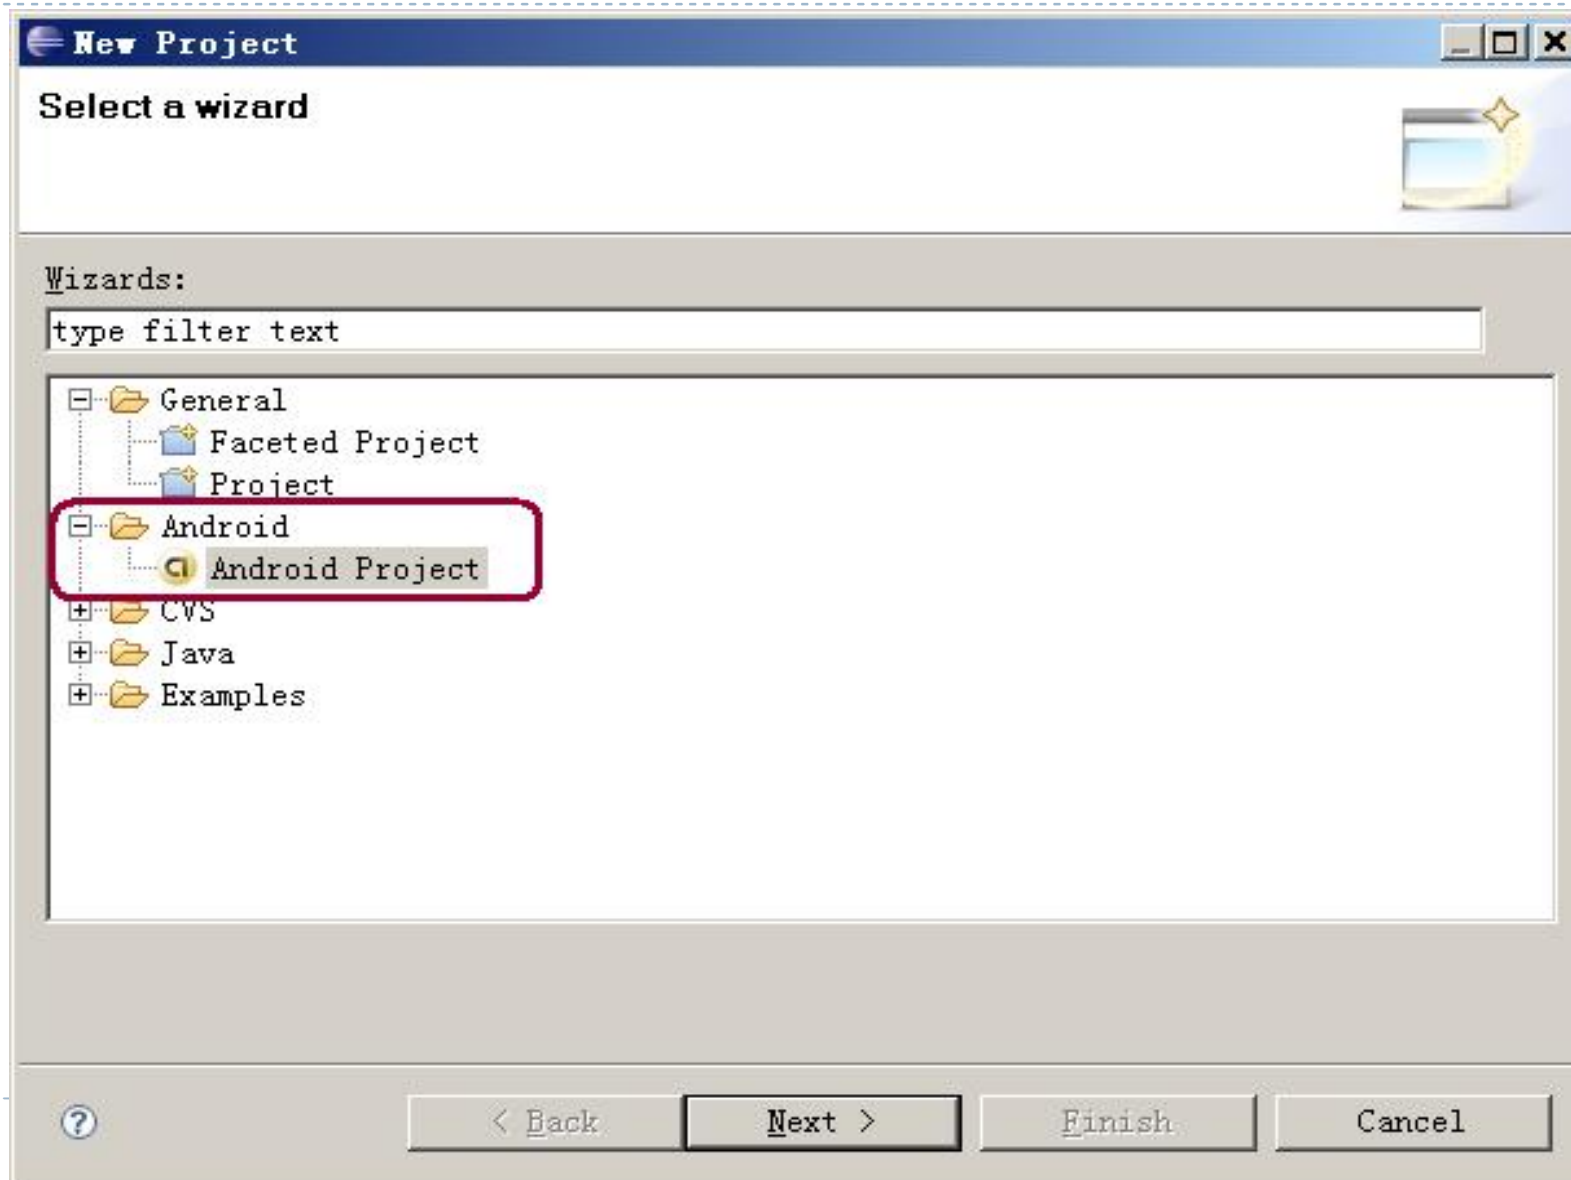 New Project
Select a wizard
Wizards:
type filter text
General
Faceted Project
Project
Android
Android Project
CVS
Java
Examples
< Back
Next >
Finish
Cancel